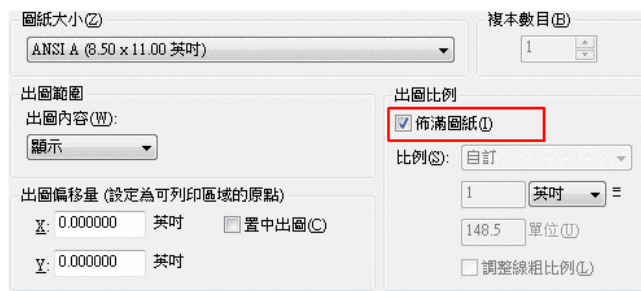 圖紙大小(Z)
ANSI A (8.50 x 11.00 英吋)
複本數目(B)
1
出圖範圍
出圖內容(W):
顯示
出圖比例
佈滿圖紙(I)
比例(S): 自訂
1 英吋 =
148.5 單位(U)
調整線粗比例(L)
出圖偏移量 (設定為可列印區域的原點)
X: 0.000000 英吋 置中出圖(C)
Y: 0.000000 英吋